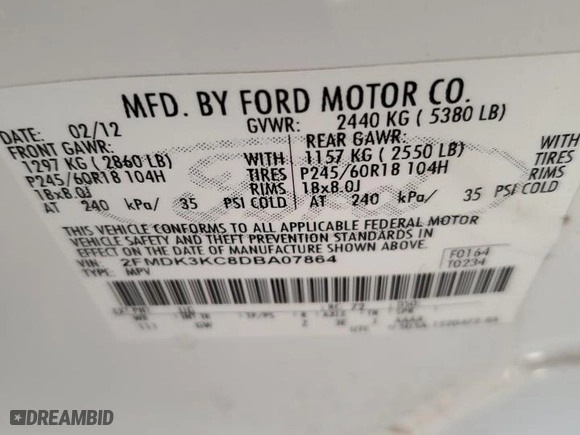 MFD. BY FORD MOTOR CO.
DATE: 02/12 GVWR: 2440 KG ( 5380 LB)
FRONT GAWR: REAR GAWR:
1297 KG ( 2860 LB) WITH 1157 KG ( 2550 LB) WITH
P245/60R18 104H TIRES P245/60R18 104H TIRES
18x8.0J RIMS 18x8.0J RIMS
AT 240 kPa/ 35 PSI COLD AT 240 kPa/ 35 PSI COLD
THIS VEHICLE CONFORMS TO ALL APPLICABLE FEDERAL MOTOR
VEHICLE SAFETY AND THEFT PREVENTION STANDARDS IN
EFFECT ON THE DATE OF MANUFACTURE SHOWN ABOVE.
VIN: 2FMDK3KC8DBA07864
TYPE: MPV
F0164
T0234
DREAMBID